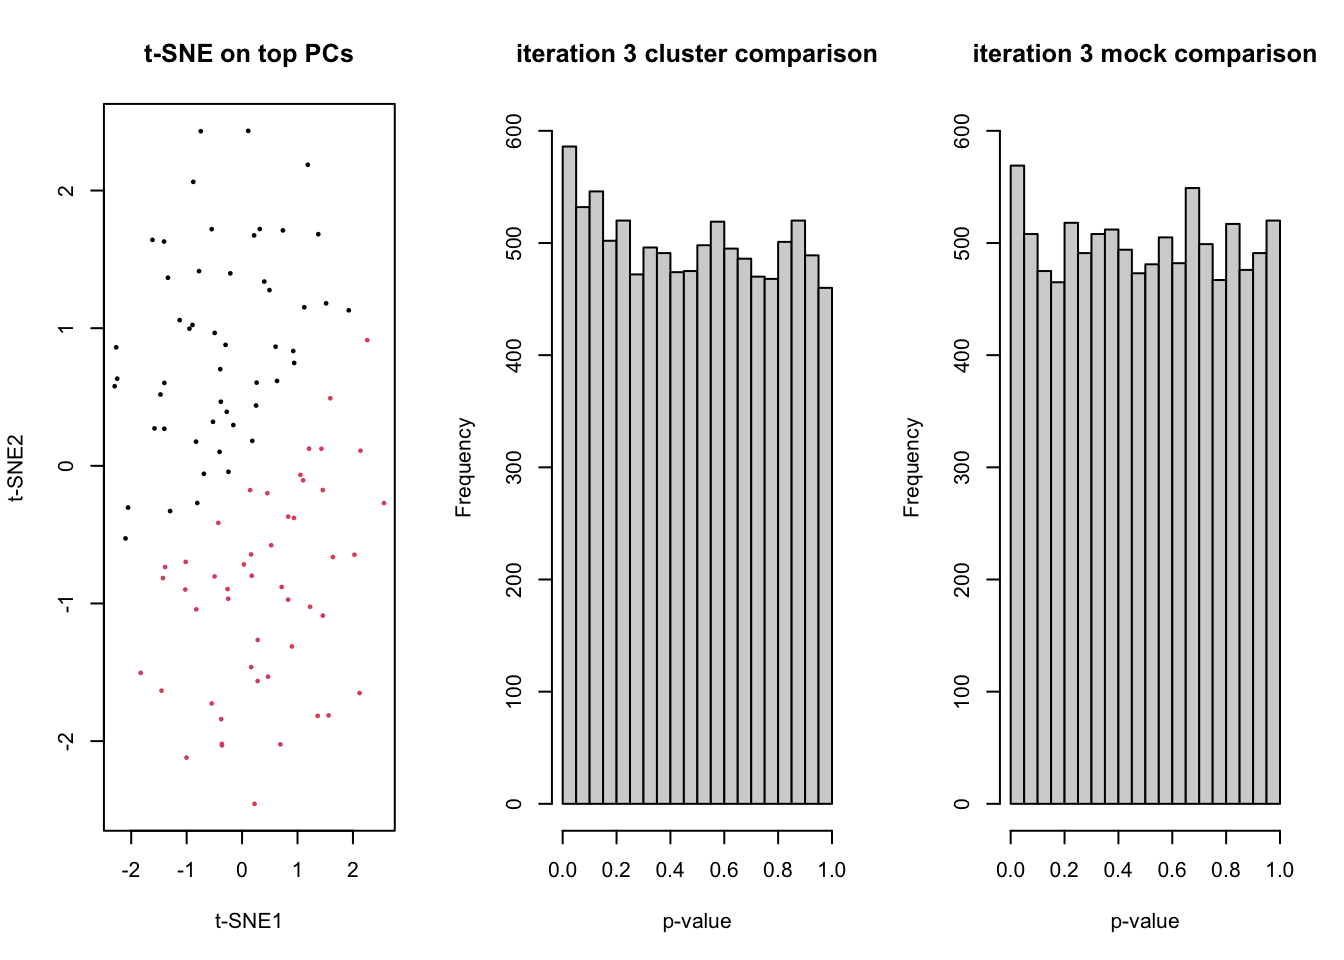 t-SNE on top PCs
t-SNE2
2
1
0
-1
-2
-2 -1 0 1 2
t-SNE1
iteration 3 cluster comparison
Frequency
600
500
400
300
200
100
0
0.0 0.2 0.4 0.6 0.8 1.0
p-value
iteration 3 mock comparison
Frequency
600
500
400
300
200
100
0
0.0 0.2 0.4 0.6 0.8 1.0
p-value